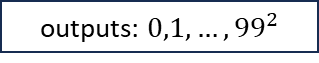 outputs: 0,1, … , 99²